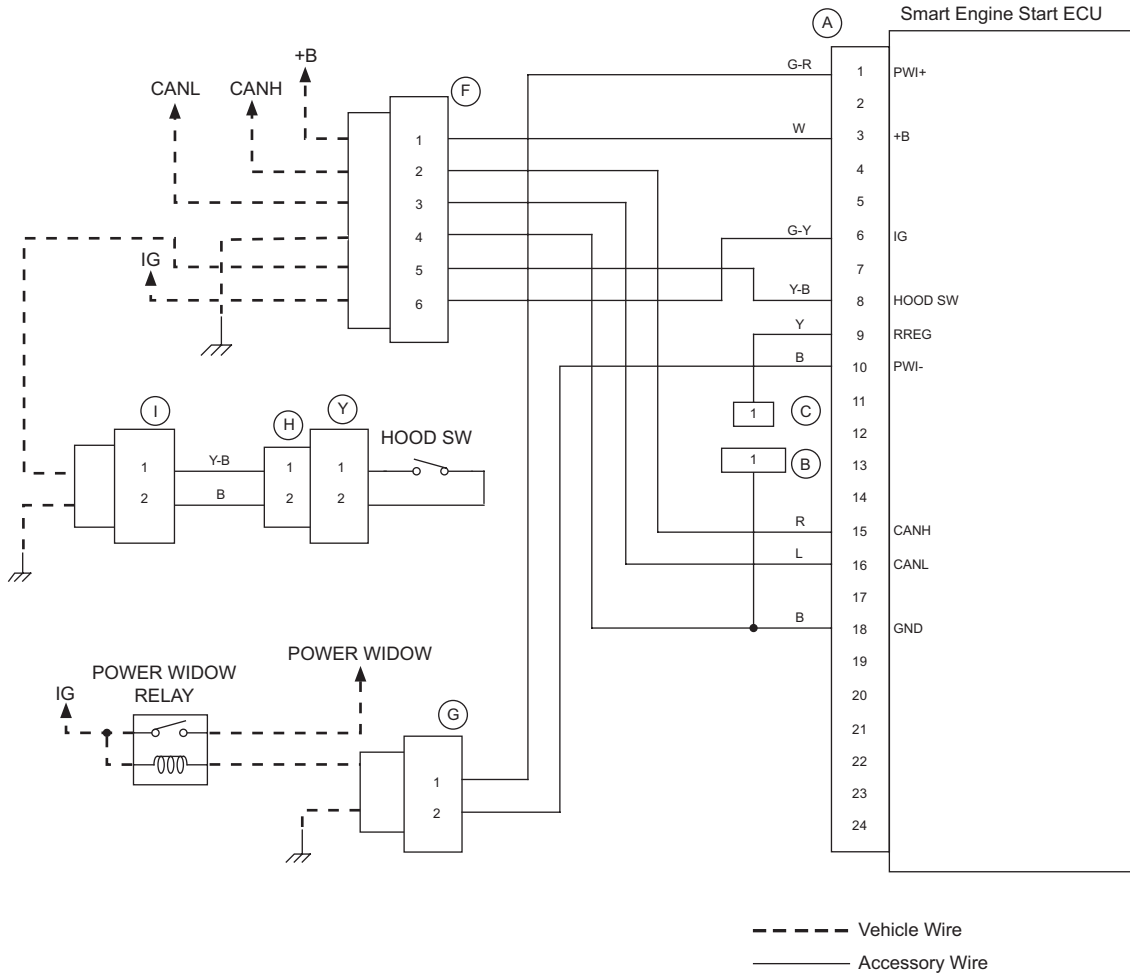 Smart Engine Start ECU
A
+B
CANL
CANH
F
G-R
1
PWI+
2
W
3
+B
4
5
G-Y
6
IG
7
Y-B
8
HOOD SW
Y
9
RREG
B
10
PWI-
11
12
13
14
R
15
CANH
L
16
CANL
17
B
18
GND
19
20
21
22
23
24
1
2
3
4
5
6
IG
1
C
1
B
I
H
Y
HOOD SW
1
Y-B
1
1
2
B
2
2
POWER WIDOW
POWER WIDOW
RELAY
IG
G
1
2
Vehicle Wire
Accessory Wire